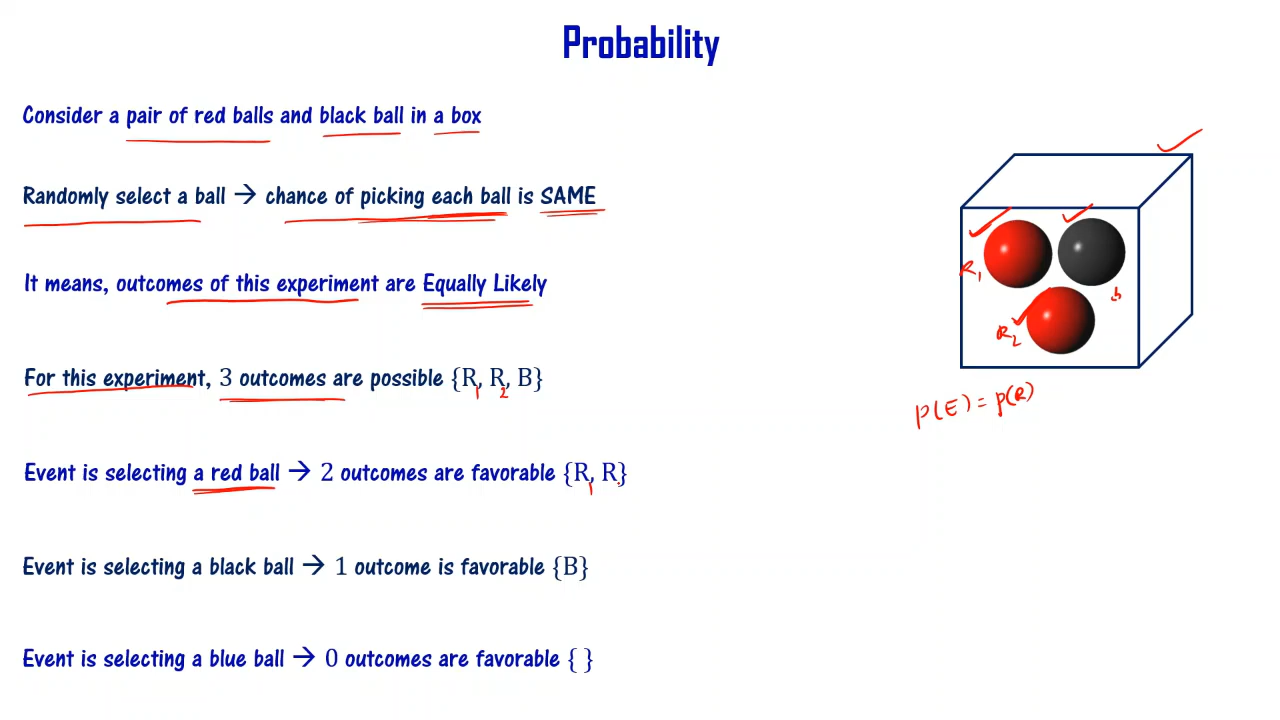 Probability
Consider a pair of red balls and black ball in a box
Randomly select a ball → chance of picking each ball is SAME
It means, outcomes of this experiment are Equally Likely
R1
B
R2
For this experiment, 3 outcomes are possible {R1, R2, B}
P(E) = P(R)
Event is selecting a red ball → 2 outcomes are favorable {R1, R}
Event is selecting a black ball → 1 outcome is favorable {B}
Event is selecting a blue ball → 0 outcomes are favorable { }